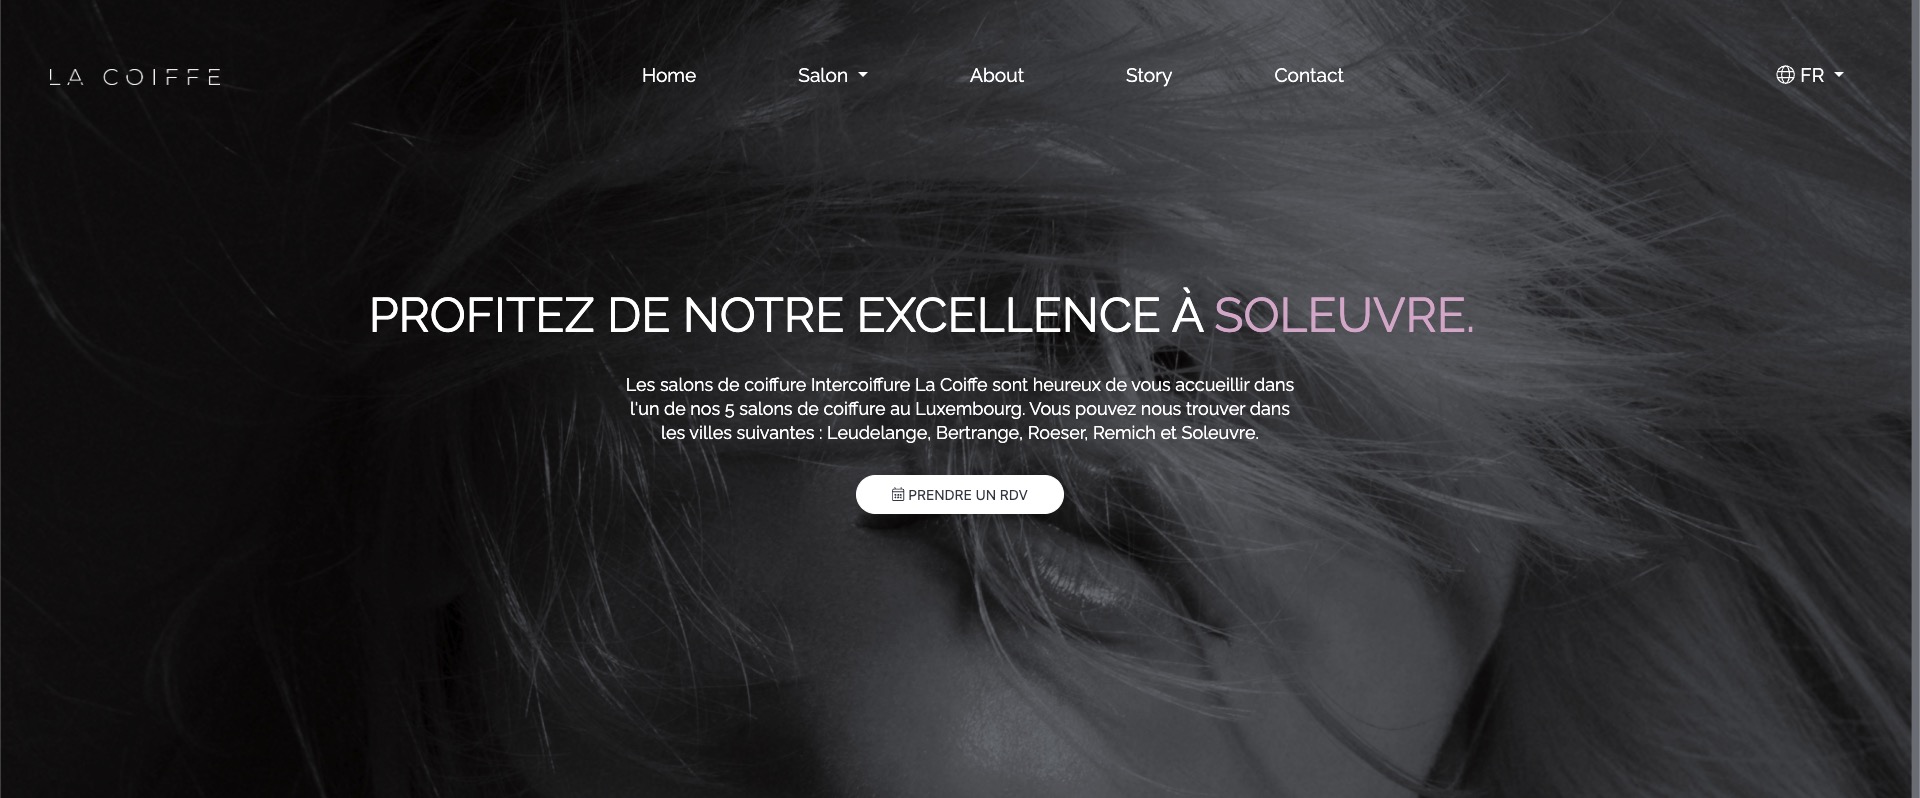 LA COIFFE
Home
Salon
About
Story
Contact
FR
PROFITEZ DE NOTRE EXCELLENCE À SOLEUVRE.
Les salons de coiffure Intercoiffure La Coiffe sont heureux de vous accueillir dans
l'un de nos 5 salons de coiffure au Luxembourg. Vous pouvez nous trouver dans
les villes suivantes : Leudelange, Bertrange, Roeser, Remich et Soleuvre.
PRENDRE UN RDV